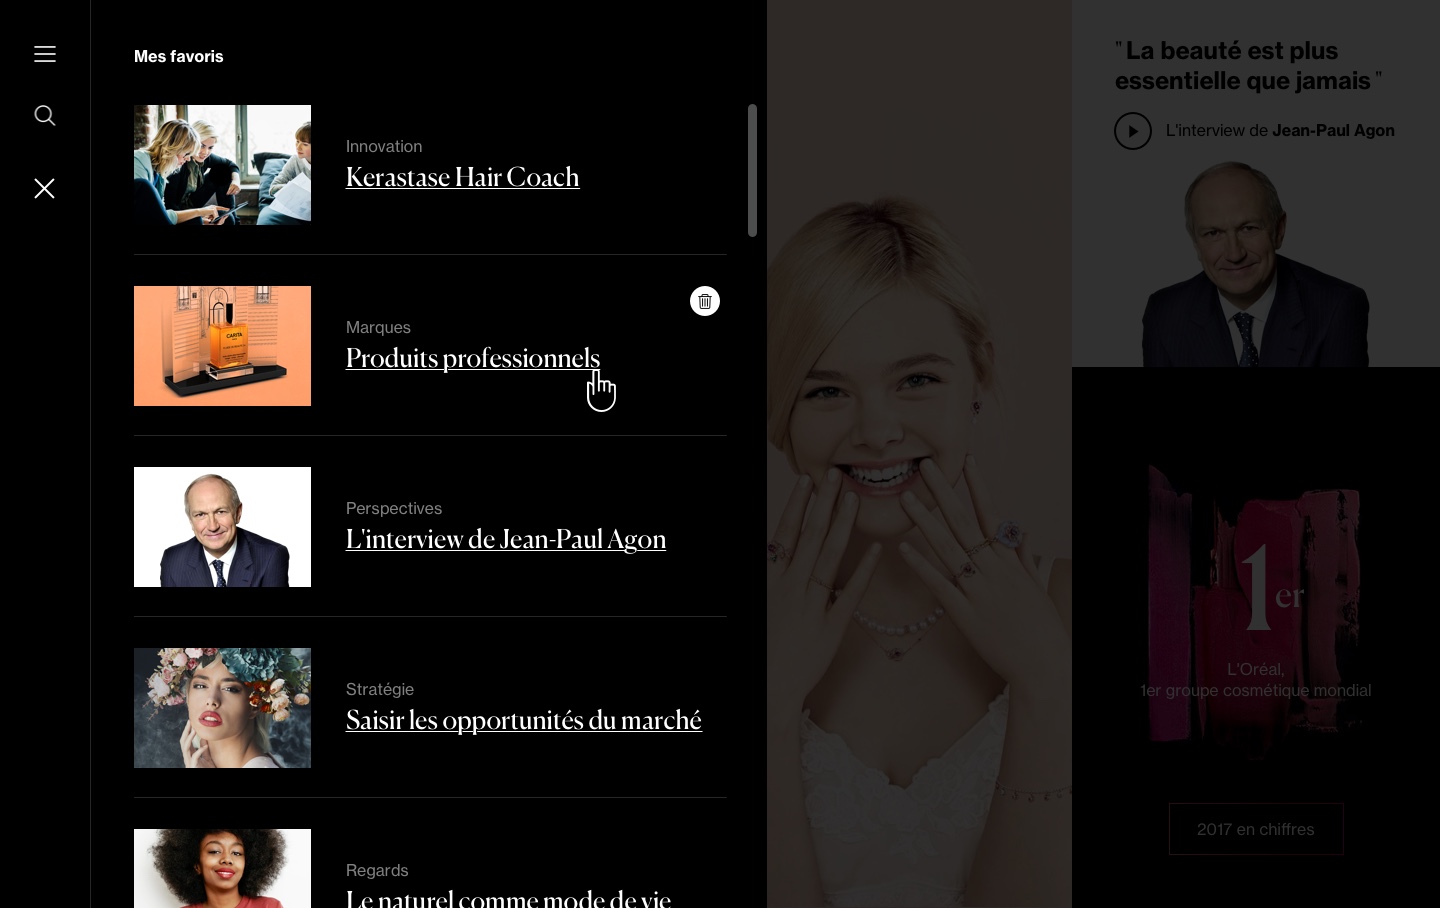 Mes favoris
Innovation
Kerastase Hair Coach
Marques
Produits professionnels
CARITA
Perspectives
L'interview de Jean-Paul Agon
Stratégie
Saisir les opportunités du marché
Regards
Le naturel comme mode de vie
" La beauté est plus
essentielle que jamais "
L'interview de Jean-Paul Agon
1er
L'Oréal,
1er groupe cosmétique mondial
2017 en chiffres